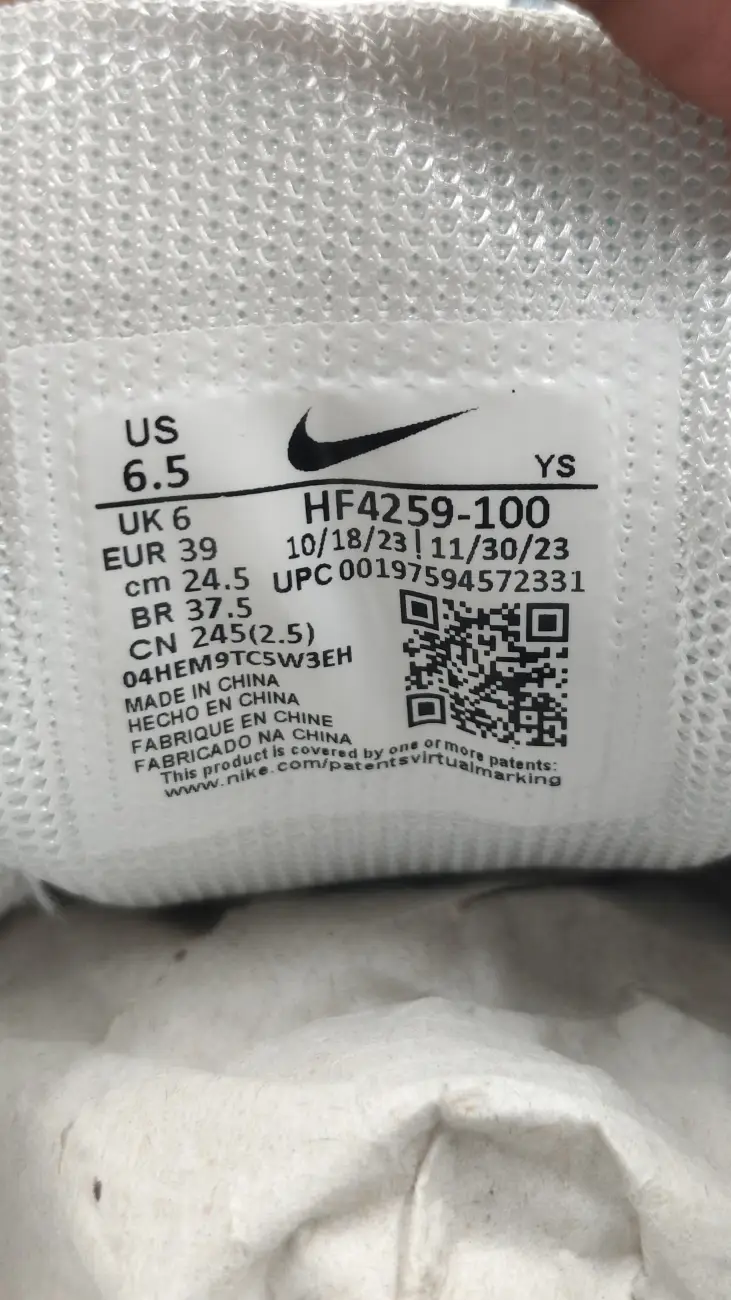 US
6.5
YS
UK 6
EUR 39
cm 24.5
BR 37.5
CN 245(2.5)
HF4259-100
10/18/23 | 11/30/23
UPC 00197594572331
04HEM9TC5W3EH
MADE IN CHINA
HECHO EN CHINA
FABRIQUE EN CHINE
FABRICADO NA CHINA
This product is covered by one or more patents:
www.nike.com/patentsvirtualmarking